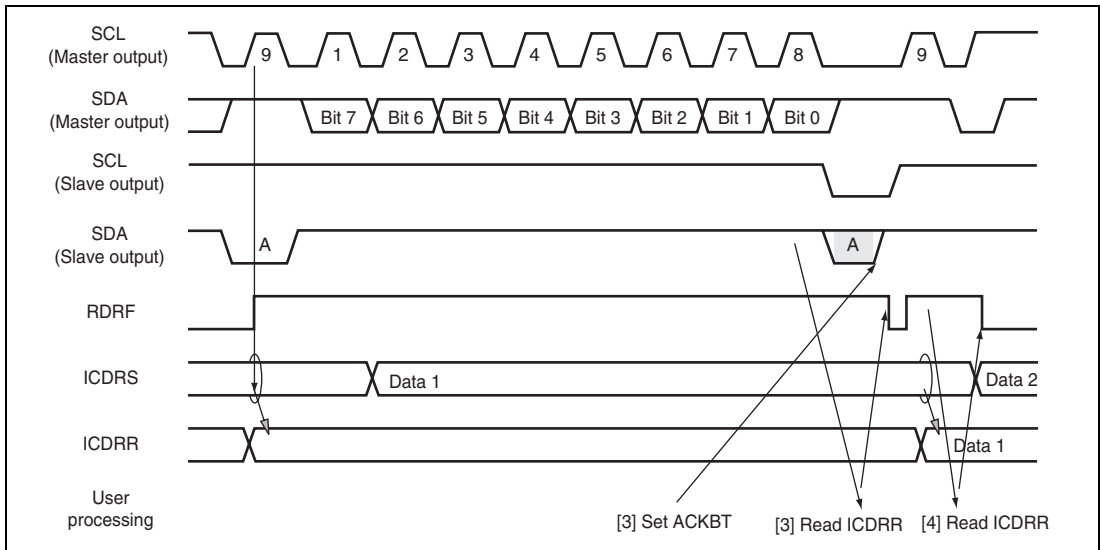 SCL
(Master output)
9 1 2 3 4 5 6 7 8 9
SDA
(Master output)
Bit 7 Bit 6 Bit 5 Bit 4 Bit 3 Bit 2 Bit 1 Bit 0
SCL
(Slave output)
SDA
(Slave output)
A A
RDRF
ICDRS
Data 1 Data 2
ICDRR
Data 1
User
processing
[3] Set ACKBT [3] Read ICDRR [4] Read ICDRR